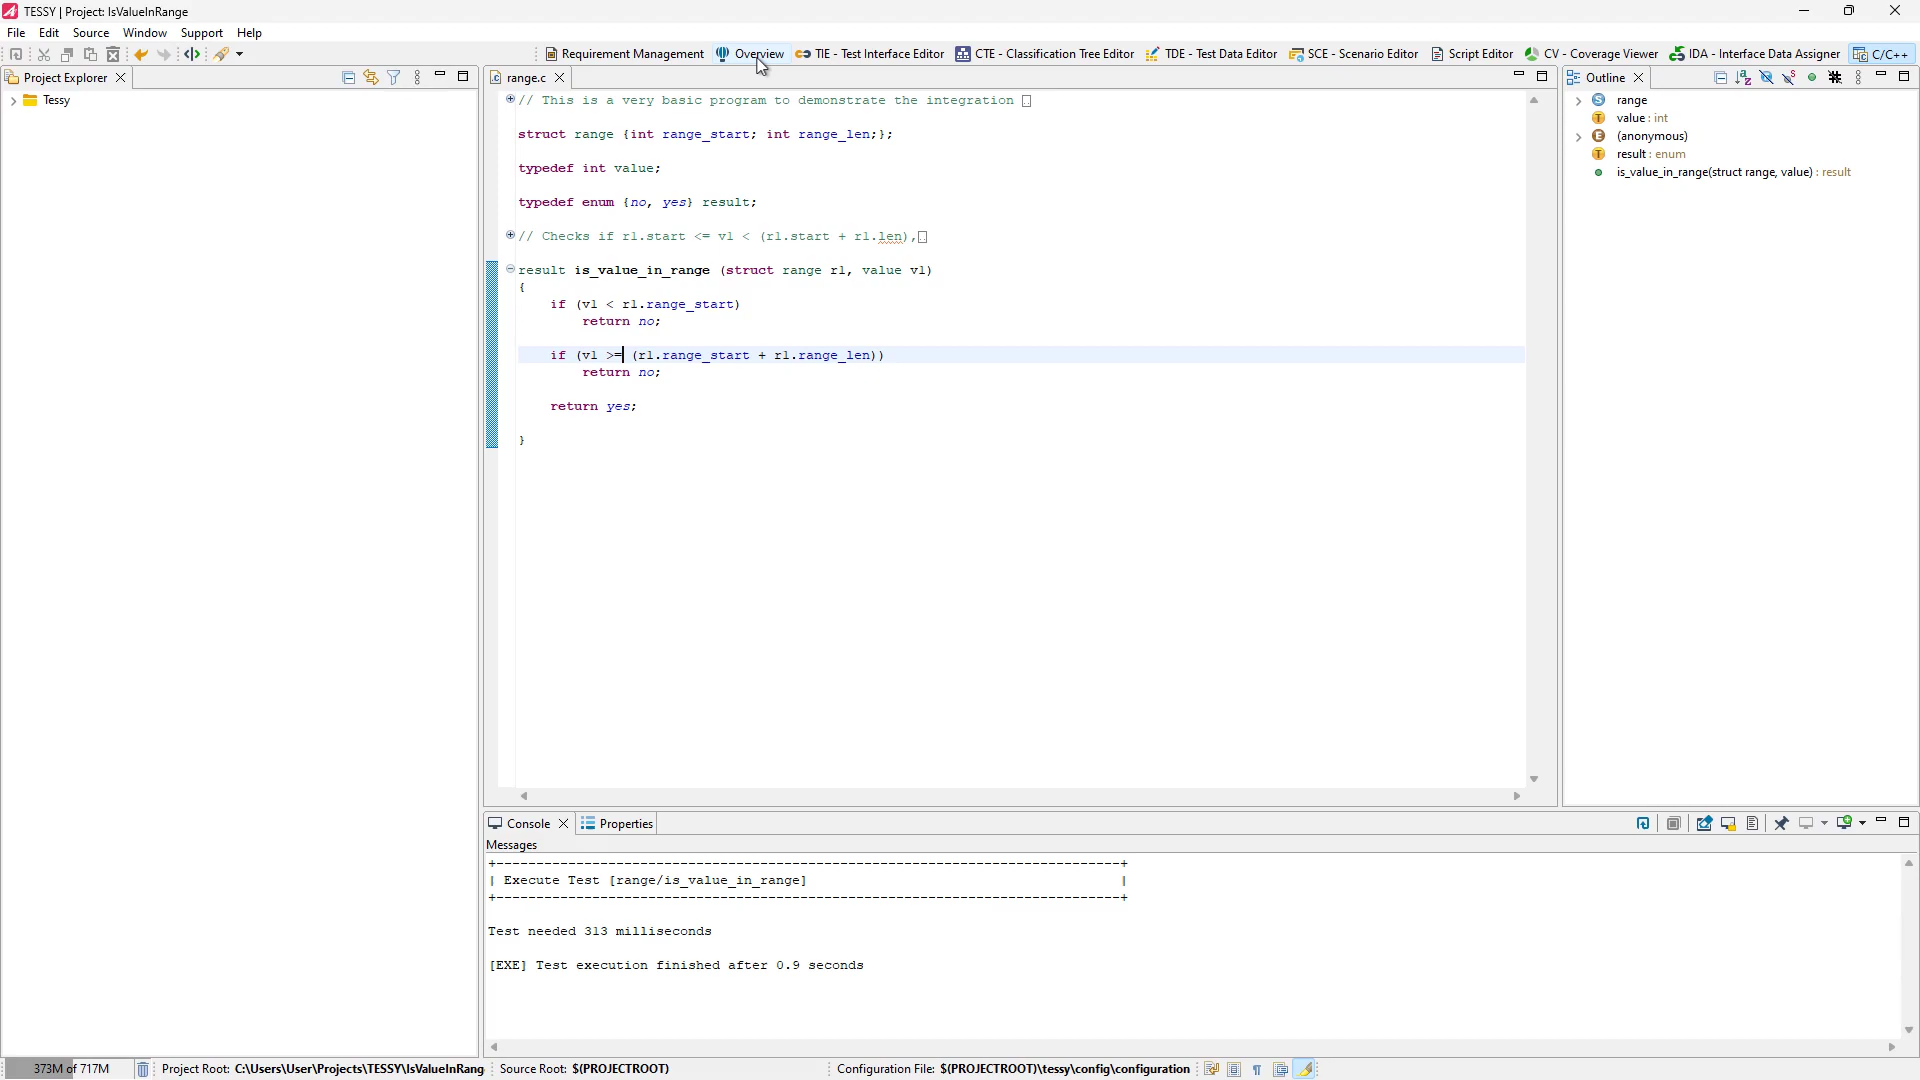 TESSY | Project: IsValueInRange
File Edit Source Window Support Help
Requirement Management Overview TIE - Test Interface Editor CTE - Classification Tree Editor TDE - Test Data Editor SCE - Scenario Editor Script Editor CV - Coverage Viewer IDA - Interface Data Assigner C/C++
Project Explorer
Tessy
range.c
// This is a very basic program to demonstrate the integration
struct range {int range_start; int range_len;};
typedef int value;
typedef enum {no, yes} result;
// Checks if r1.start <= v1 < (r1.start + r1.len),
result is_value_in_range (struct range r1, value v1)
{
if (v1 < r1.range_start)
return no;
if (v1 >= (r1.range_start + r1.range_len))
return no;
return yes;
}
Outline
range
value : int
(anonymous)
result : enum
is_value_in_range(struct range, value) : result
Console Properties
Messages
+------------------------------------------------------------------------------+
| Execute Test [range/is_value_in_range] |
+------------------------------------------------------------------------------+
Test needed 313 milliseconds
[EXE] Test execution finished after 0.9 seconds
373M of 717M Project Root: C:\Users\User\Projects\TESSY\IsValueInRang Source Root: $(PROJECTROOT) Configuration File: $(PROJECTROOT)\tessy\config\configuration